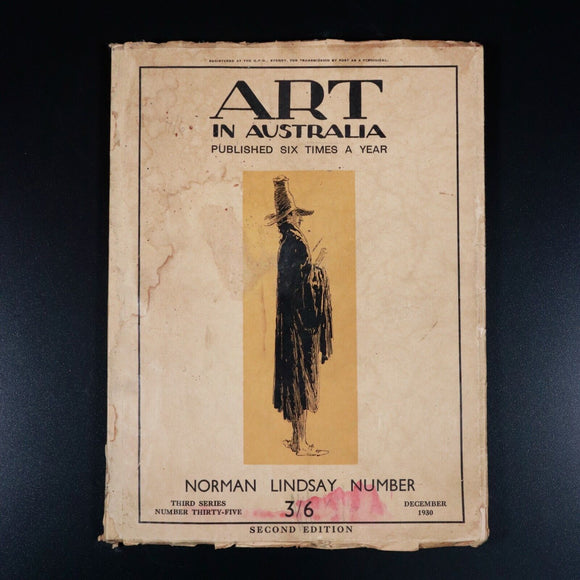 REGISTERED AT THE G.P.O., SYDNEY, FOR TRANSMISSION BY POST AS A PERIODICAL.
ART
IN AUSTRALIA
PUBLISHED SIX TIMES A YEAR
NORMAN LINDSAY NUMBER
THIRD SERIES
NUMBER THIRTY-FIVE
3/6
DECEMBER
1930
SECOND EDITION